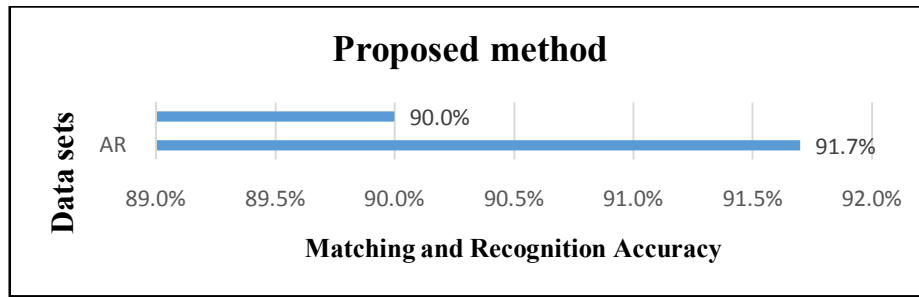 Proposed method
Data sets
90.0%
AR
91.7%
89.0% 89.5% 90.0% 90.5% 91.0% 91.5% 92.0%
Matching and Recognition Accuracy